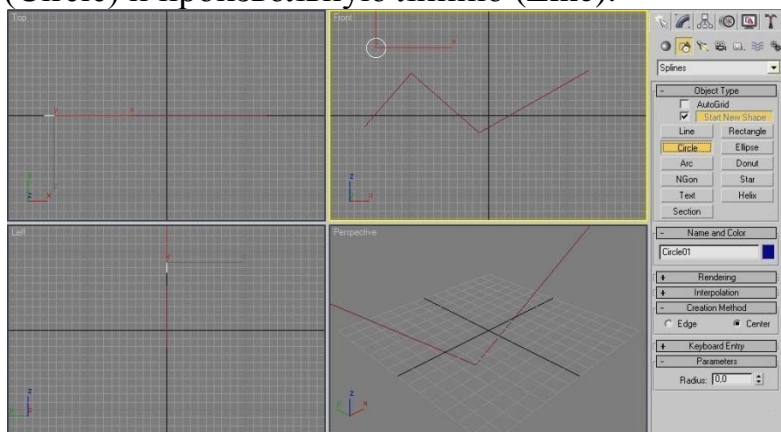 (Circle) и произвольную линию (Line).
Top
Front
Left
Perspective
Splines
- Object Type
AutoGrid
Start New Shape
Line Rectangle
Circle Ellipse
Arc Donut
NGon Star
Text Helix
Section
- Name and Color
Circle01
+ Rendering
+ Interpolation
- Creation Method
Edge Center
+ Keyboard Entry
- Parameters
Radius: 0,0